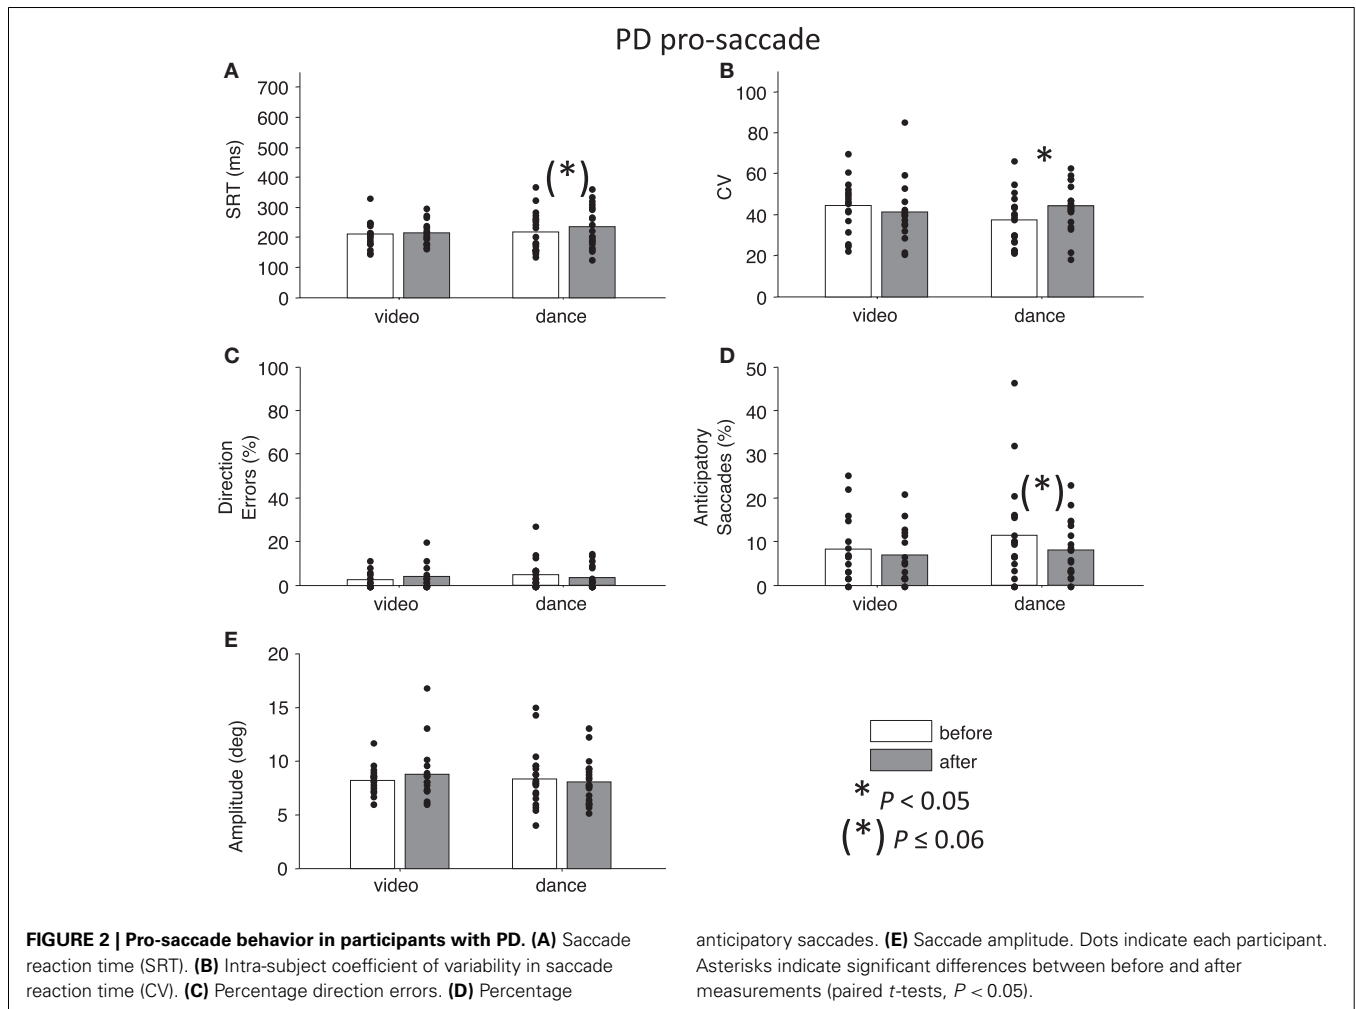 PD pro-saccade
A
700
600
500
400
300
200
100
0
SRT (ms)
(*)
video
dance
B
100
80
60
40
20
0
CV
*
video
dance
C
100
80
60
40
20
0
Direction
Errors (%)
video
dance
D
50
40
30
20
10
0
Anticipatory
Saccades (%)
(*)
video
dance
E
20
15
10
5
0
Amplitude (deg)
video
dance
before
after
* P < 0.05
(*) P ≤ 0.06
FIGURE 2 | Pro-saccade behavior in participants with PD. (A) Saccade
reaction time (SRT). (B) Intra-subject coefficient of variability in saccade
reaction time (CV). (C) Percentage direction errors. (D) Percentage
anticipatory saccades. (E) Saccade amplitude. Dots indicate each participant.
Asterisks indicate significant differences between before and after
measurements (paired t-tests, P < 0.05).